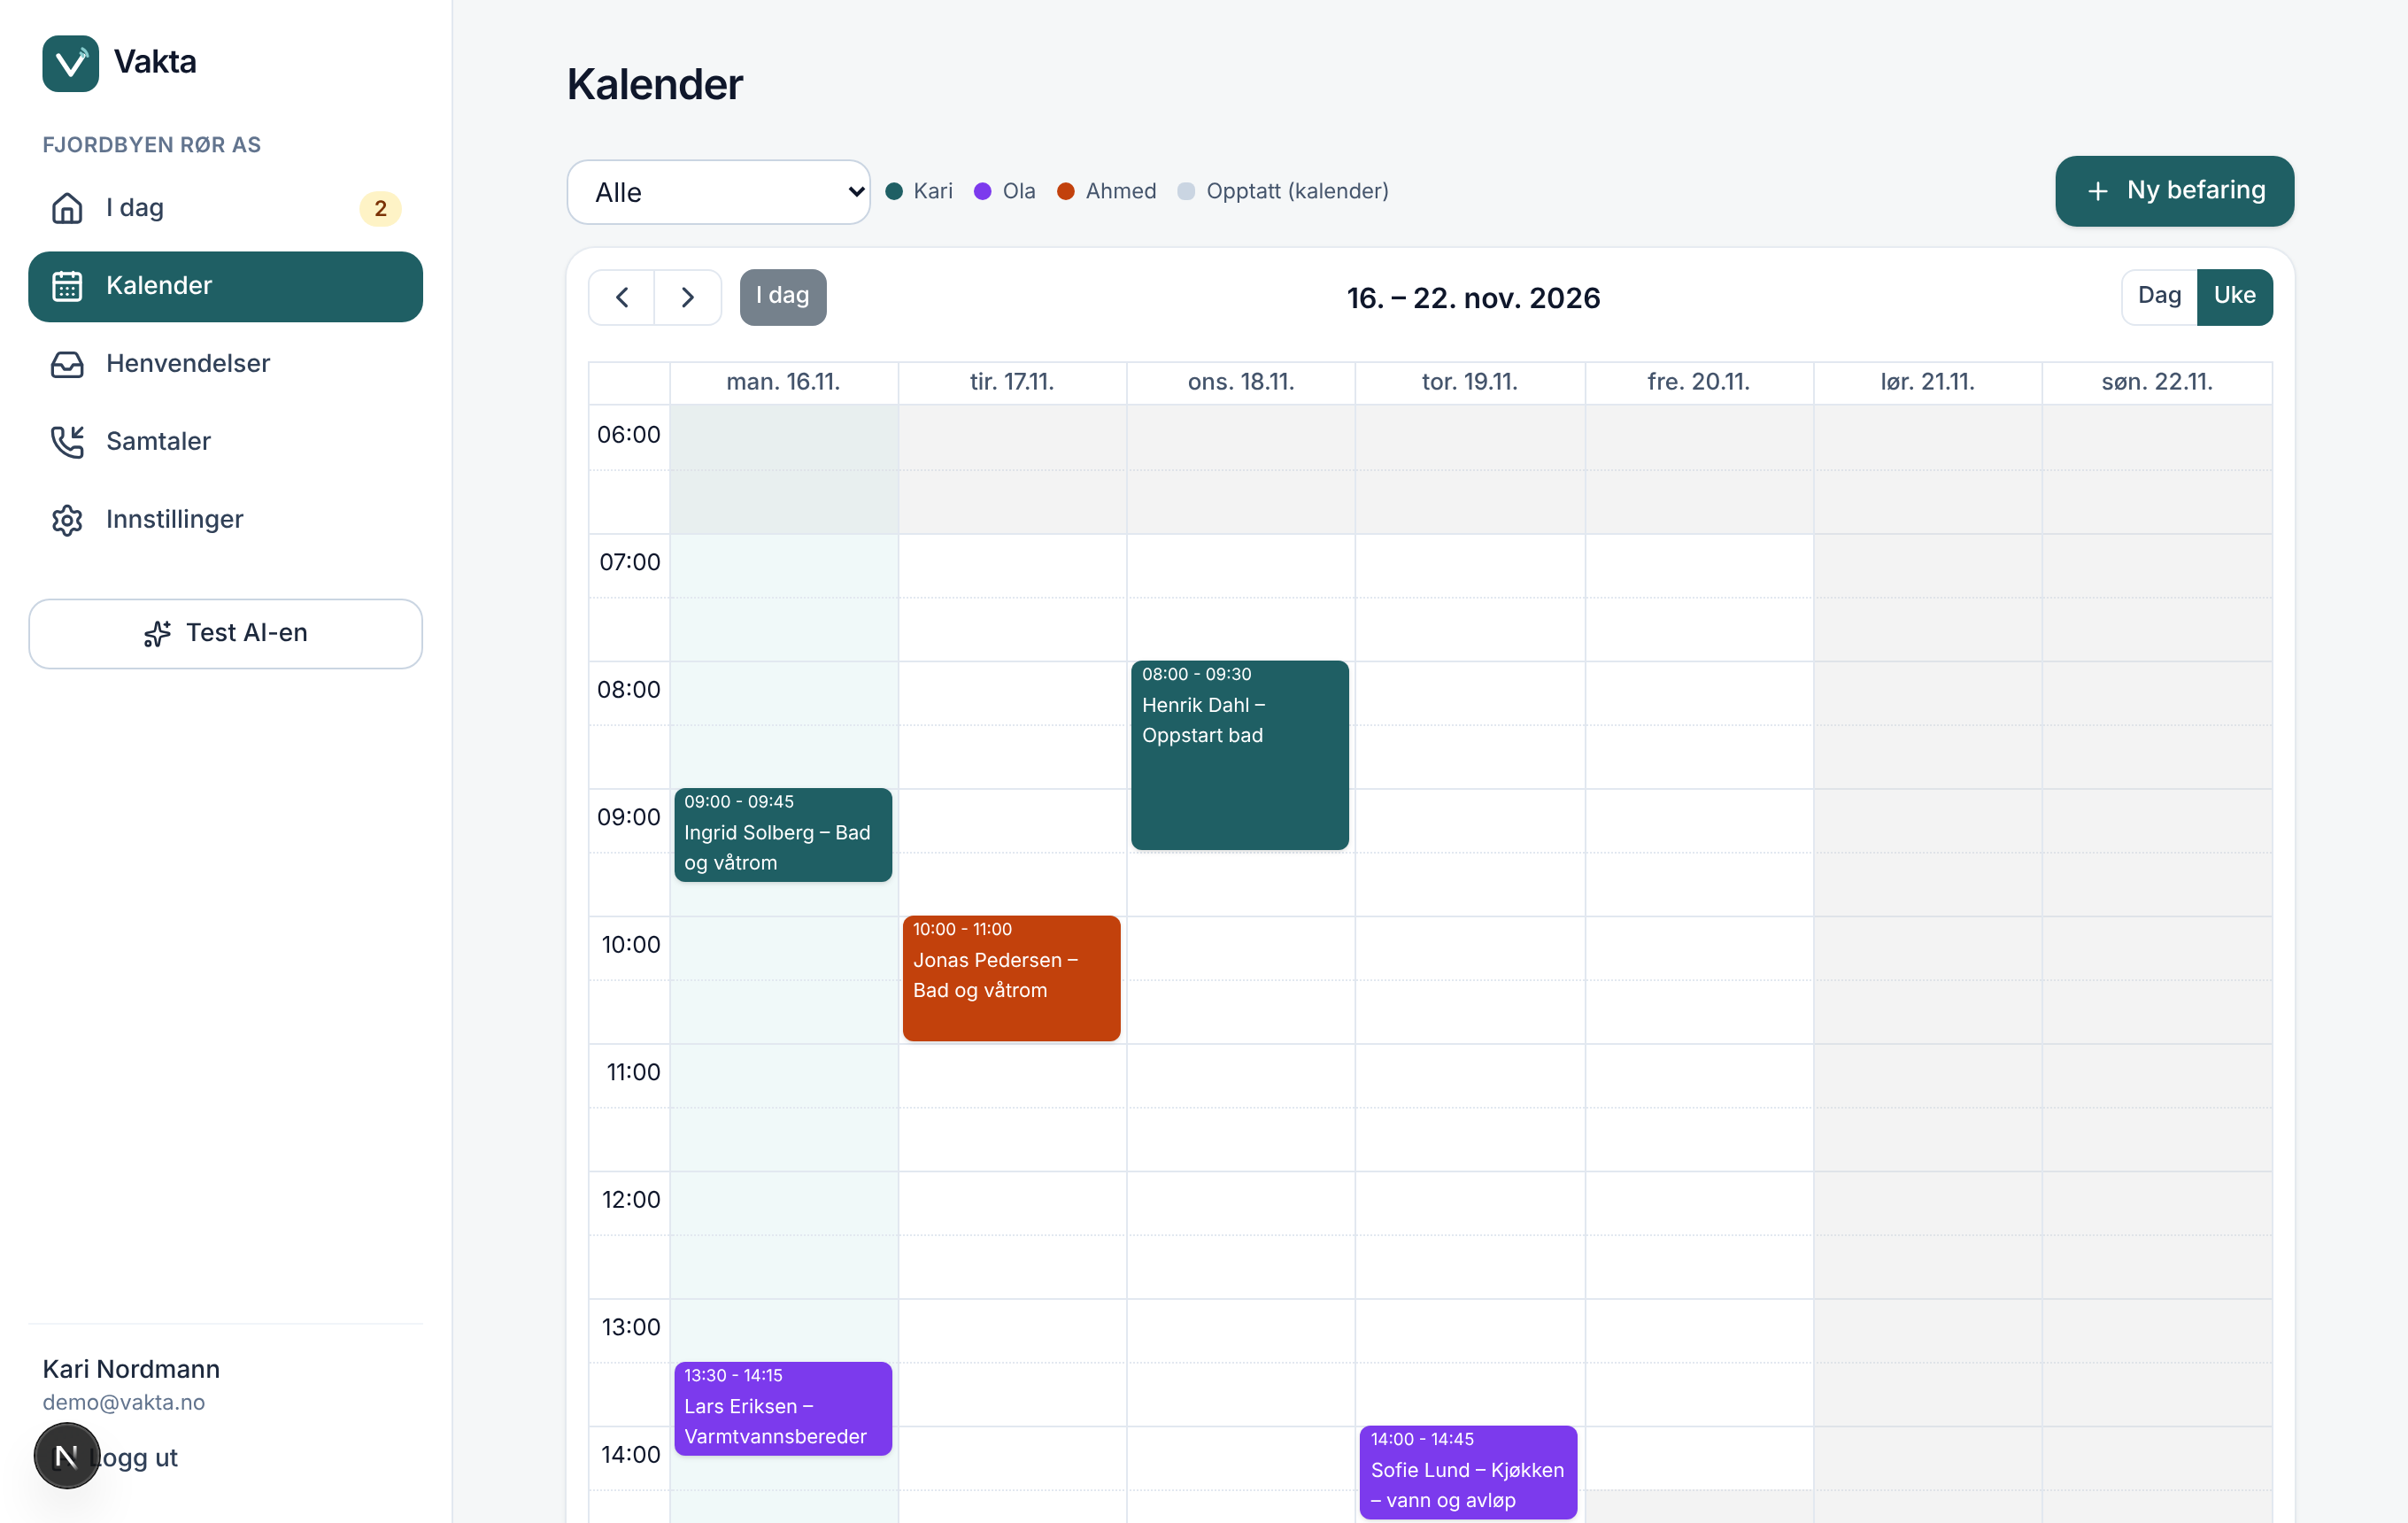 Vakta
FJORDBYEN RØR AS
I dag
2
Kalender
Henvendelser
Samtaler
Innstillinger
Test AI-en
Kari Nordmann
demo@vakta.no
N
Logg ut
Kalender
Alle
Kari
Ola
Ahmed
Opptatt (kalender)
+ Ny befaring
I dag
16. – 22. nov. 2026
Dag
Uke
man. 16.11.
tir. 17.11.
ons. 18.11.
tor. 19.11.
fre. 20.11.
lør. 21.11.
søn. 22.11.
06:00
07:00
08:00
08:00 - 09:30
Henrik Dahl –
Oppstart bad
09:00
09:00 - 09:45
Ingrid Solberg – Bad
og våtrom
10:00
10:00 - 11:00
Jonas Pedersen –
Bad og våtrom
11:00
12:00
13:00
13:30 - 14:15
Lars Eriksen –
Varmtvannsbereder
14:00
14:00 - 14:45
Sofie Lund – Kjøkken
– vann og avløp